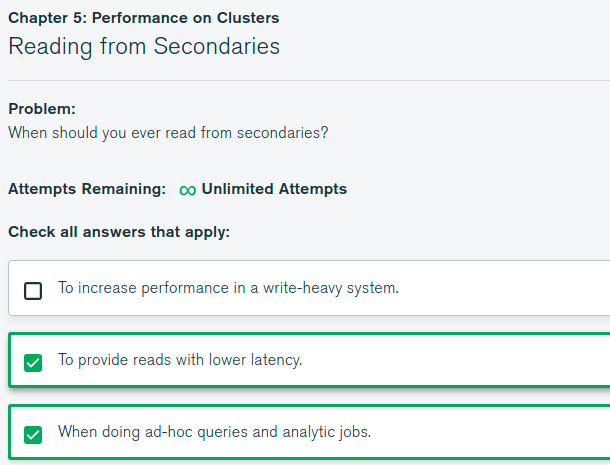 Chapter 5: Performance on Clusters
Reading from Secondaries
Problem:
When should you ever read from secondaries?
Attempts Remaining: ∞ Unlimited Attempts
Check all answers that apply:
To increase performance in a write-heavy system.
To provide reads with lower latency.
When doing ad-hoc queries and analytic jobs.